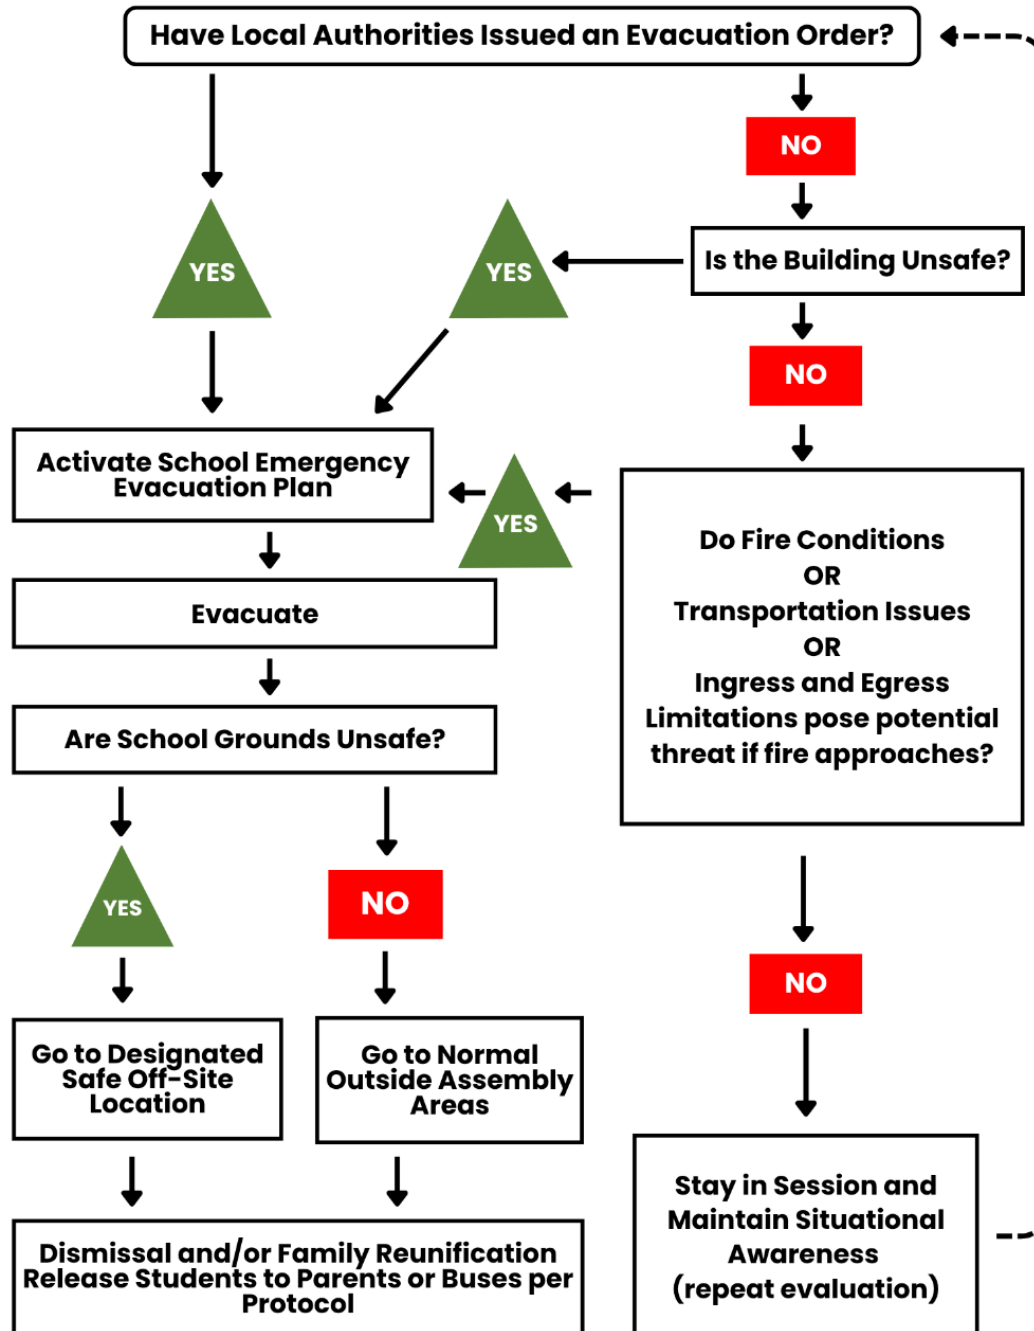 Have Local Authorities Issued an Evacuation Order?
NO
YES
YES
Is the Building Unsafe?
NO
Activate School Emergency
Evacuation Plan
YES
Do Fire Conditions
OR
Transportation Issues
OR
Ingress and Egress
Limitations pose potential
threat if fire approaches?
Evacuate
Are School Grounds Unsafe?
YES
NO
NO
Go to Designated
Safe Off-Site
Location
Go to Normal
Outside Assembly
Areas
Stay in Session and
Maintain Situational
Awareness
(repeat evaluation)
Dismissal and/or Family Reunification
Release Students to Parents or Buses per
Protocol